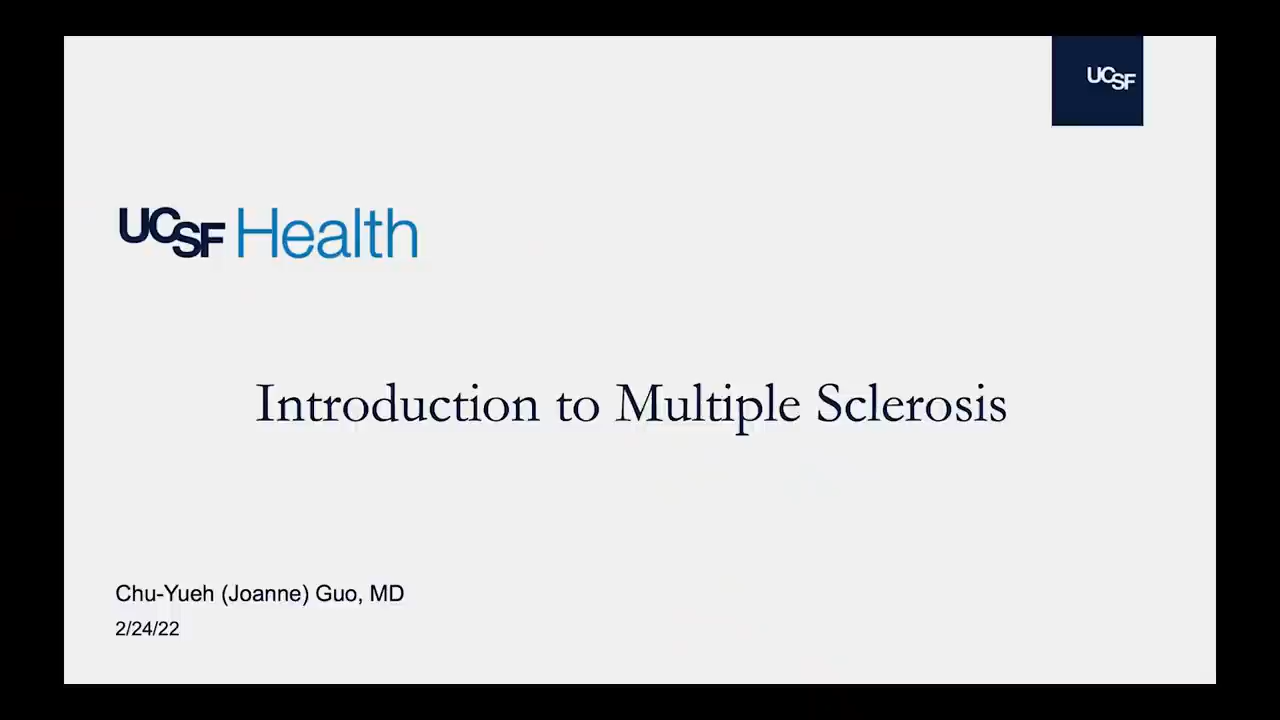 UCSF
UCSF Health
Introduction to Multiple Sclerosis
Chu-Yueh (Joanne) Guo, MD
2/24/22